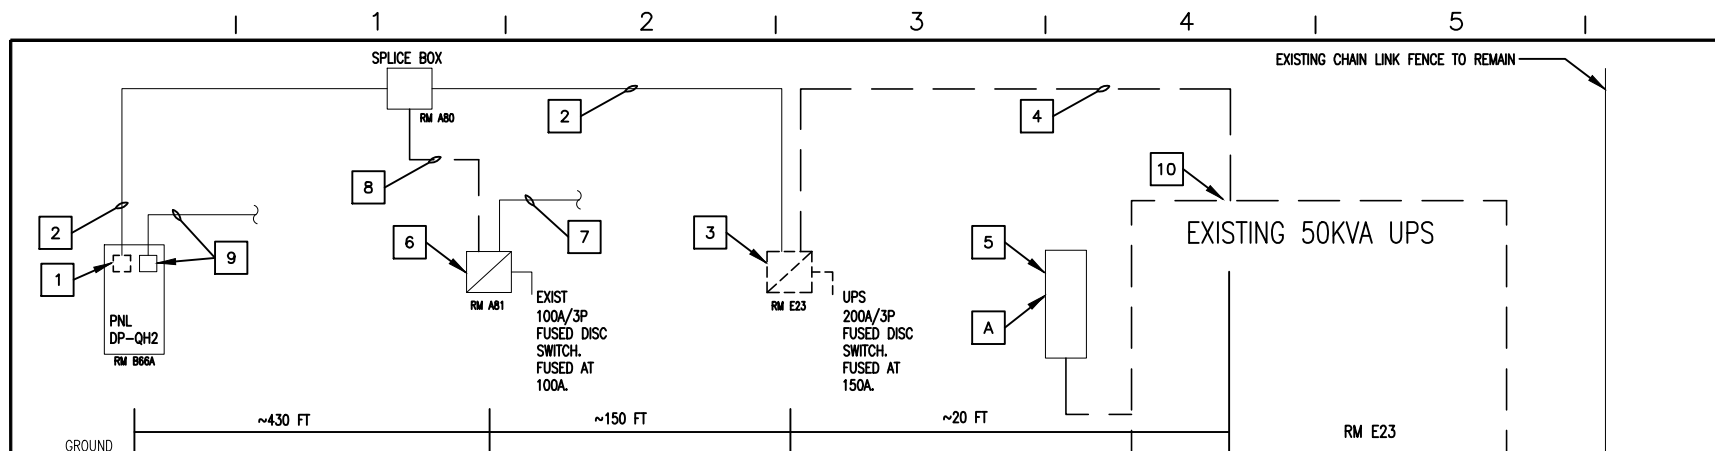 1
2
3
4
5
SPLICE BOX
EXISTING CHAIN LINK FENCE TO REMAIN
RM A80
2
4
8
10
2
9
1
6
7
3
5
A
EXISTING 50KVA UPS
PNL
DP-QH2
RM B66A
RM A81
EXIST
100A/3P
FUSED DISC
SWITCH.
FUSED AT
100A.
RM E23
UPS
200A/3P
FUSED DISC
SWITCH.
FUSED AT
150A.
~430 FT
~150 FT
~20 FT
RM E23
GROUND